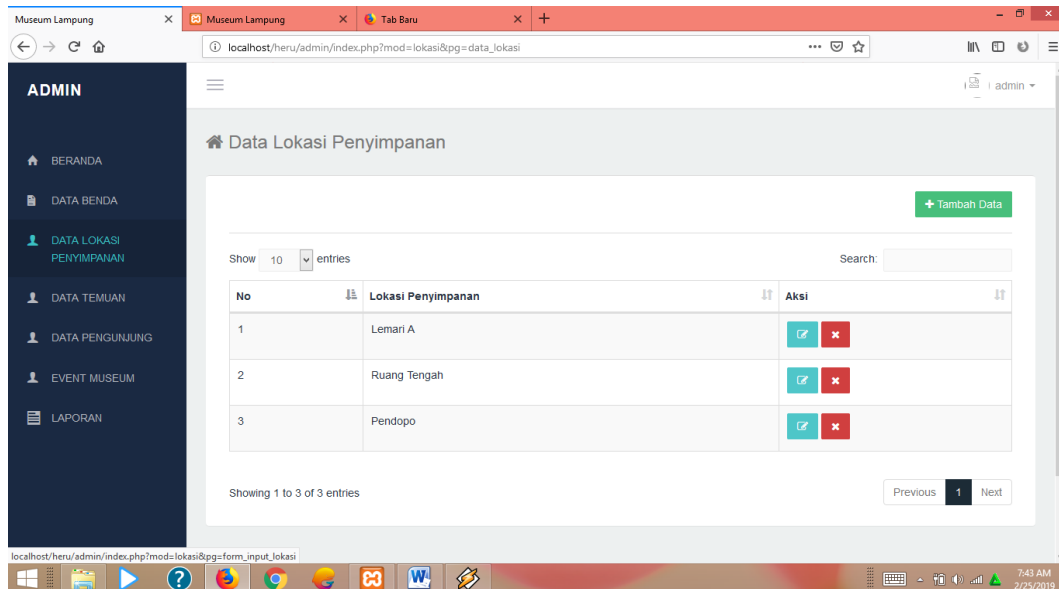 Museum Lampung
Museum Lampung
Tab Baru
localhost/heru/admin/index.php?mod=lokasi&pg=data_lokasi
ADMIN
admin
Data Lokasi Penyimpanan
BERANDA
DATA BENDA
DATA LOKASI
PENYIMPANAN
DATA TEMUAN
DATA PENGUNJUNG
EVENT MUSEUM
LAPORAN
+ Tambah Data
Show 10 entries
Search:
No Lokasi Penyimpanan Aksi
1 Lemari A
2 Ruang Tengah
3 Pendopo
Showing 1 to 3 of 3 entries
Previous 1 Next
localhost/heru/admin/index.php?mod=lokasi&pg=form_input_lokasi
7:43 AM
2/25/2019